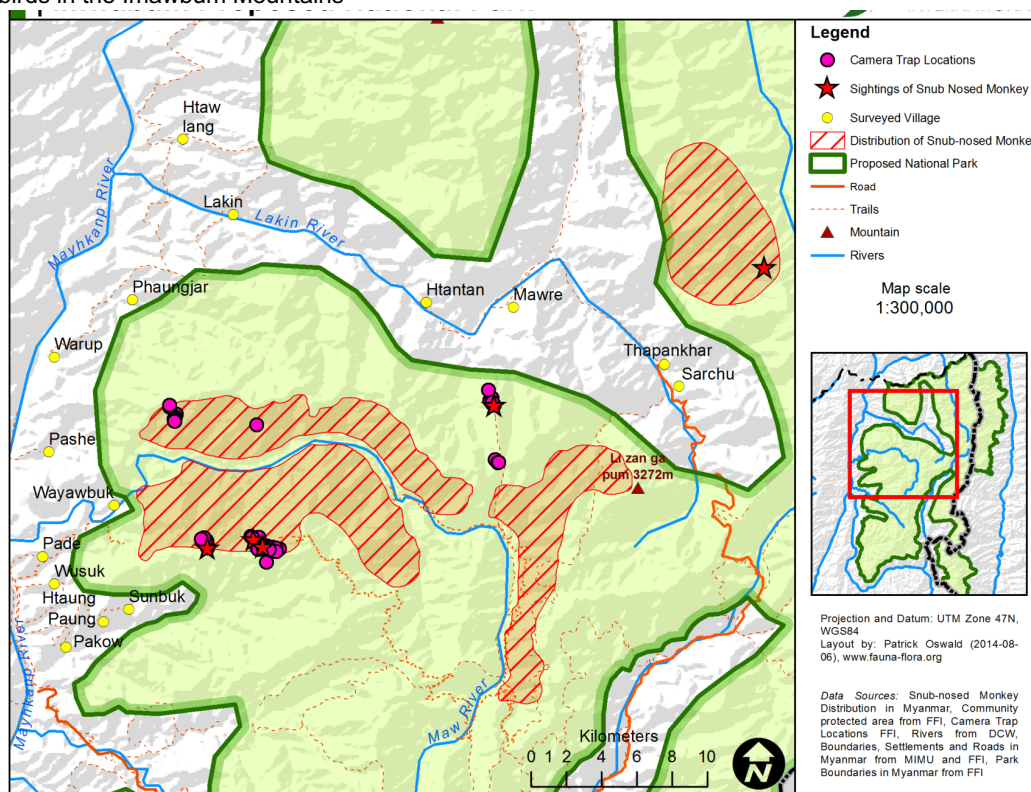 birds in the Imawbum Mountains
Legend
Camera Trap Locations
Sightings of Snub Nosed Monkey
Surveyed Village
Distribution of Snub-nosed Monke
Proposed National Park
Road
Trails
Mountain
Rivers
Map scale
1:300,000
Htaw
lang
Mayhkanp River
Lakin
Lakin River
Phaungjar
Htantan
Mawre
Warup
Thapankhar
Sarchu
Pashe
Li zan ga
pum 3272m
Wayawbuk
Pade
Wusuk
Htaung
Sunbuk
Paung
Pakow
Maw River
Kilometers
0 1 2 4 6 8 10
N
Projection and Datum: UTM Zone 47N,
WGS84
Layout by: Patrick Oswald (2014-08-
06), www.fauna-flora.org
Data Sources: Snub-nosed Monkey
Distribution in Myanmar, Community
protected area from FFI, Camera Trap
Locations FFI, Rivers from DCW,
Boundaries, Settlements and Roads in
Myanmar from MIMU and FFI, Park
Boundaries in Myanmar from FFI